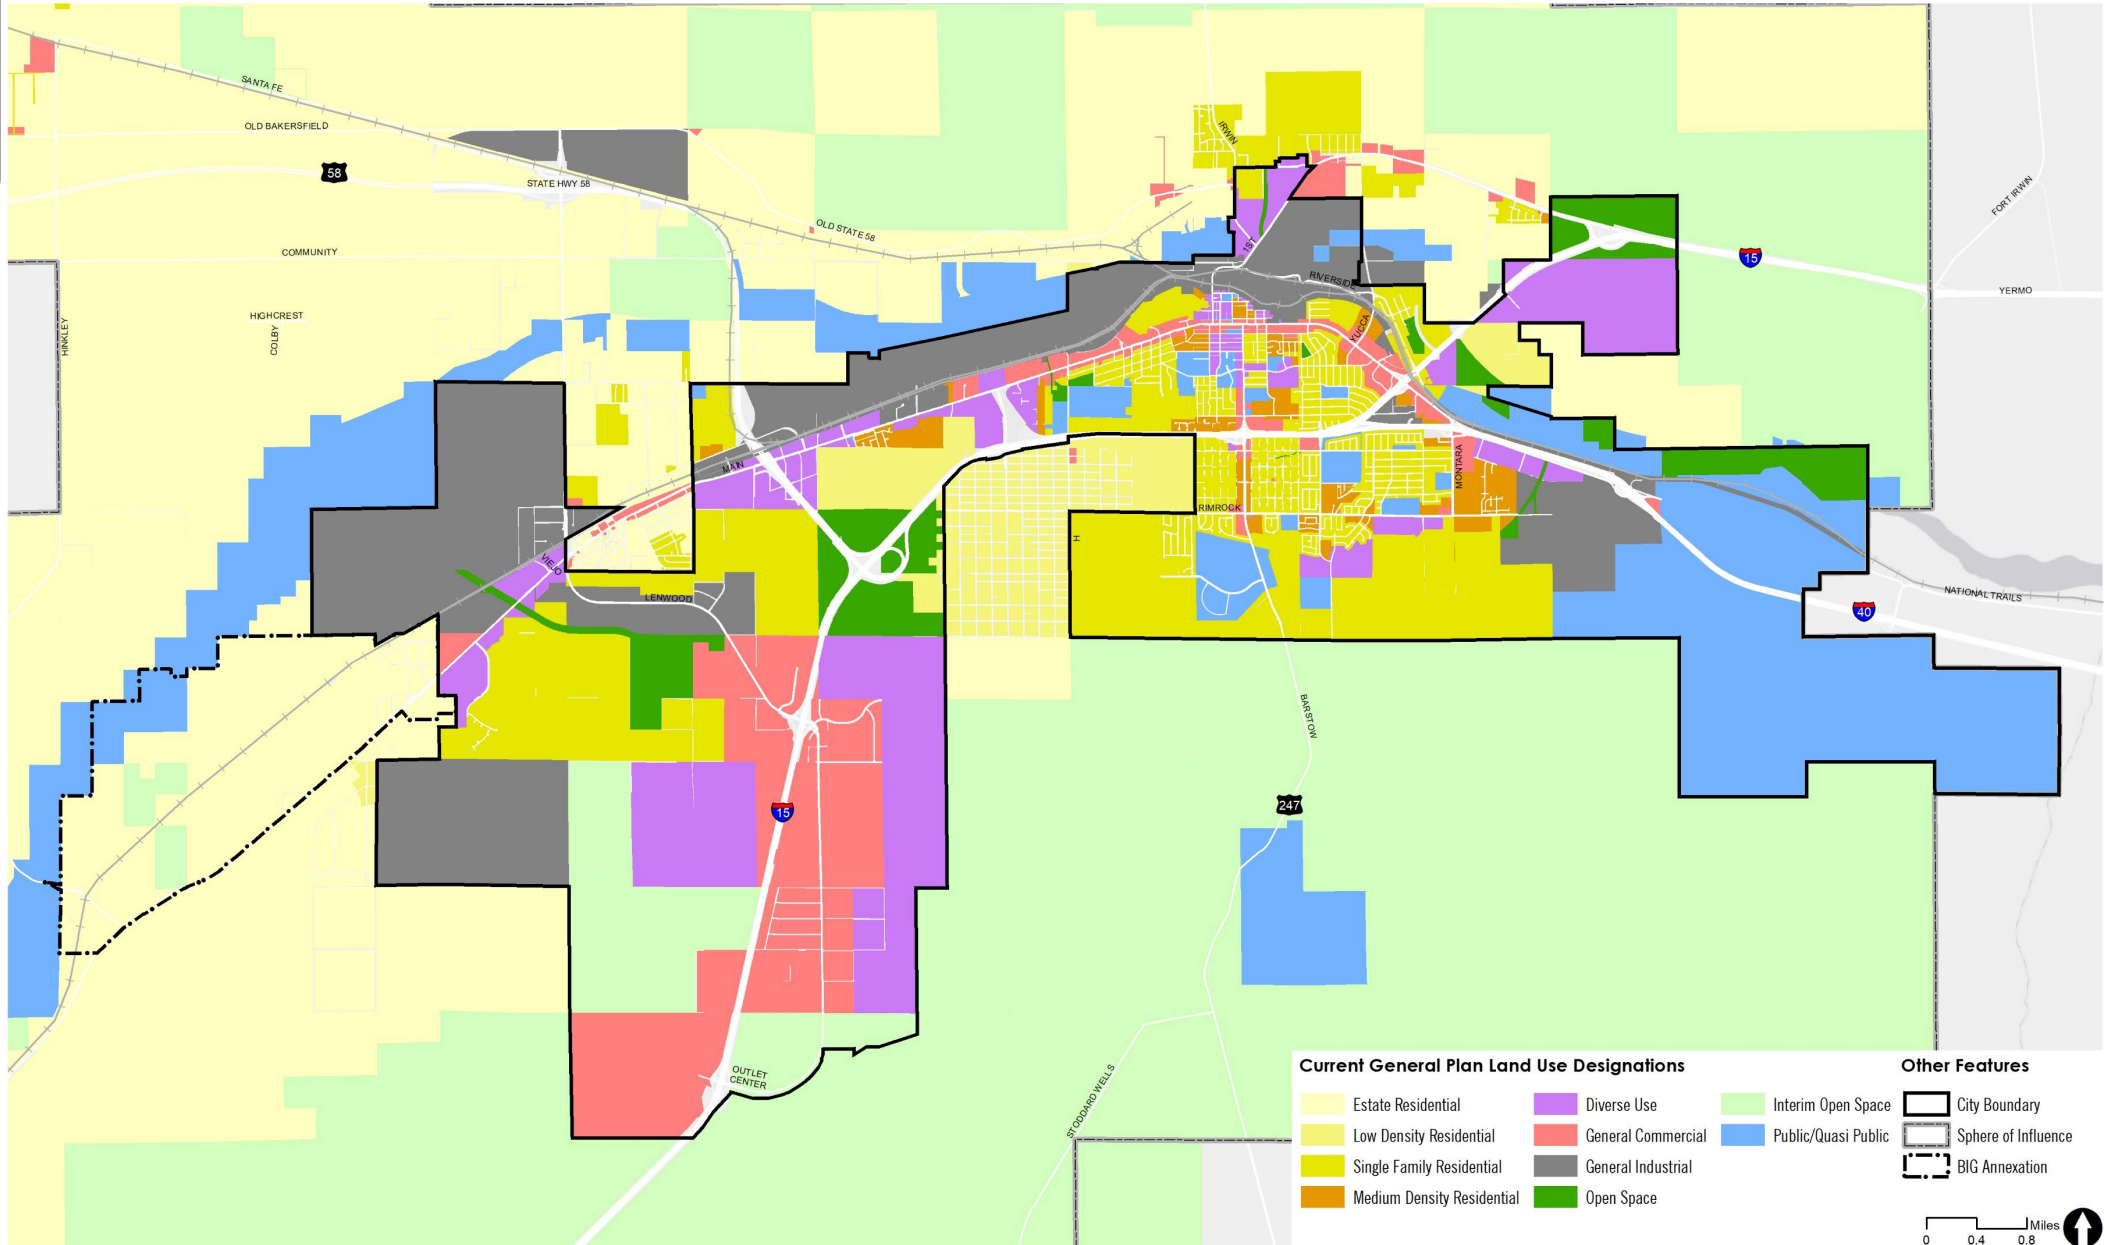 SANTA FE
OLD BAKERSFIELD
58
STATE HWY 58
OLD STATE 58
IRWIN
FORT IRWIN
COMMUNITY
1ST
15
RIVERSIDE
YERMO
HIGHCREST
COLBY
HINKLEY
YUCCA
MAIN
MONTARA
RIMROCK
H
VIEJO
LENWOOD
NATIONAL TRAILS
40
BARSTOW
247
15
OUTLET
CENTER
STODDARD WELLS
Current General Plan Land Use Designations
Estate Residential
Low Density Residential
Single Family Residential
Medium Density Residential
Diverse Use
General Commercial
General Industrial
Open Space
Interim Open Space
Public/Quasi Public
Other Features
City Boundary
Sphere of Influence
BIG Annexation
Miles
0 0.4 0.8